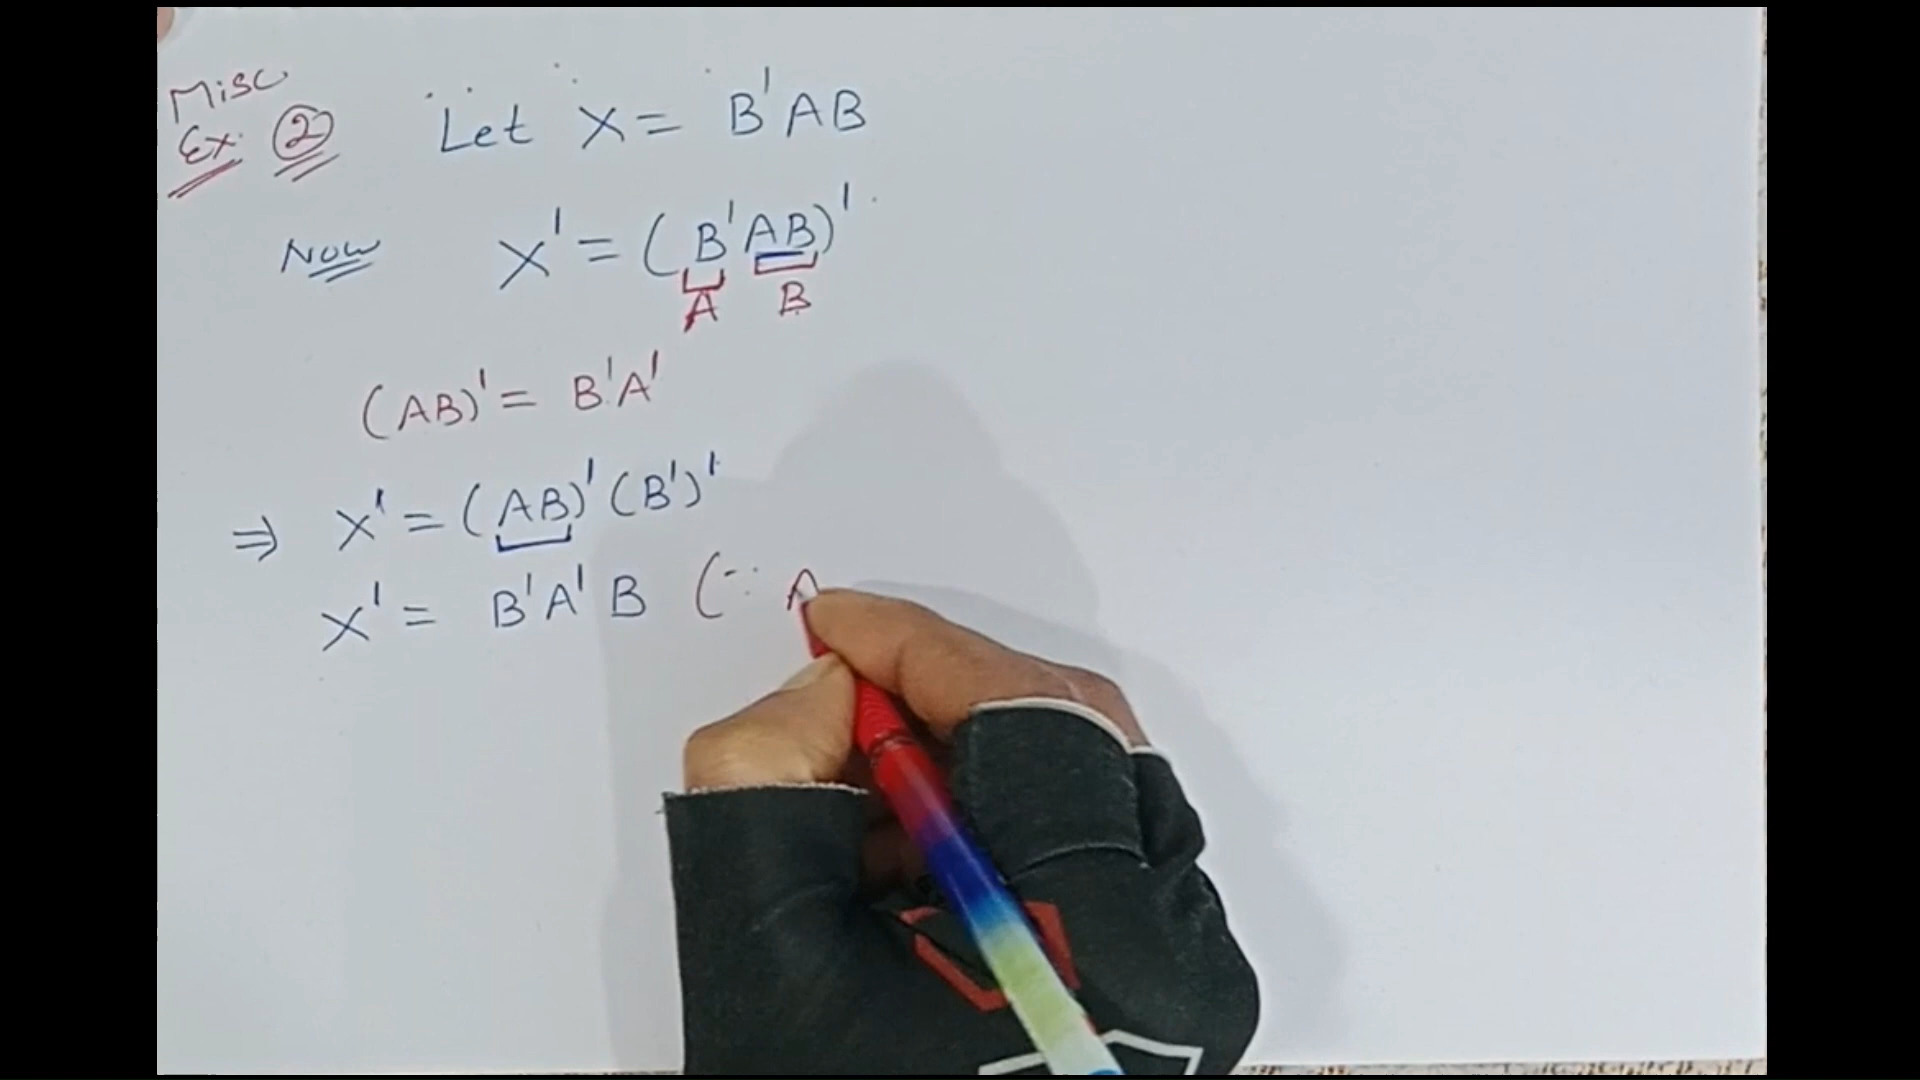 Misc
Ex. 2 Let X = B'AB
Now X' = (B'AB)'
A B
(AB)' = B'A'
⇒ X' = (AB)'(B')'
X' = B'A'B (∵ A